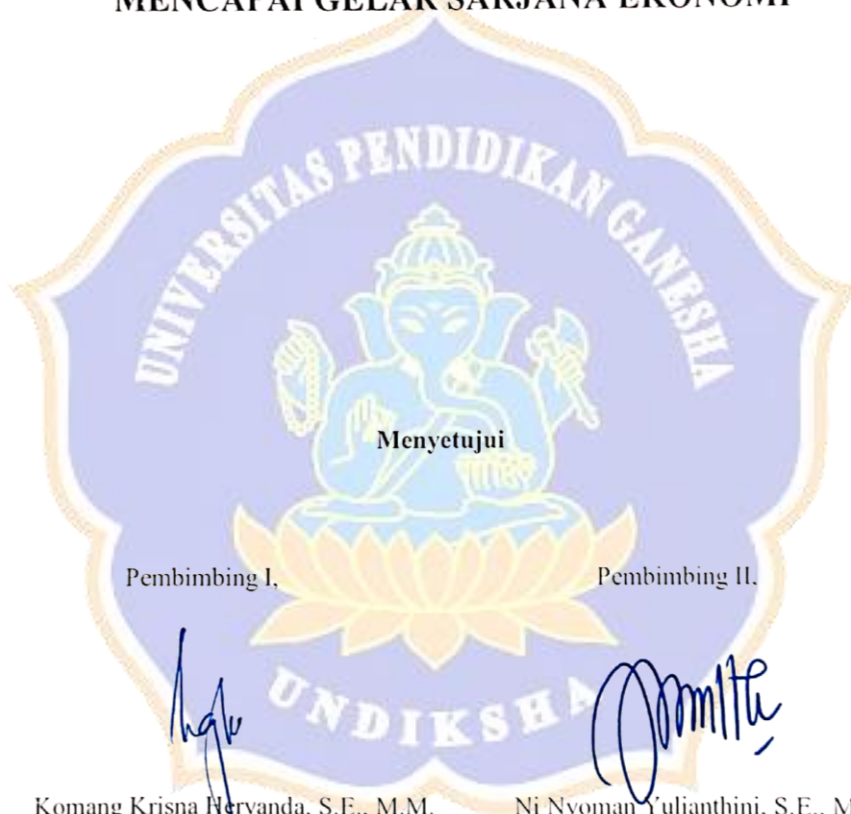 MENCAPAI GELAR SARJANA EKONOMI
UNIVERSITAS PENDIDIKAN GANESHA
Menyetujui
Pembimbing I,
Pembimbing II,
UNDIKSHA
Komang Krisna Heryanda, S.E., M.M.
Ni Nyoman Yulianthini, S.E., M